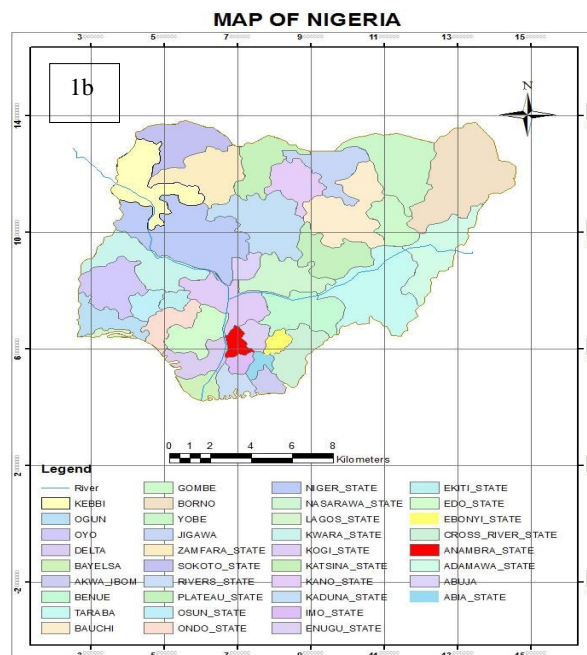 MAP OF NIGERIA
3 5 7 9 11 13 15
1b
N
14
10
6
2
-2
0 1 2 4 6 8
Kilometers
Legend
River
KEBBI
OGUN
OYO
DELTA
BAYELSA
AKWA_IBOM
BENUE
TARABA
BAUCHI
GOMBE
BORNO
YOBE
JIGAWA
ZAMFARA_STATE
SOKOTO_STATE
RIVERS_STATE
PLATEAU_STATE
OSUN_STATE
ONDO_STATE
NIGER_STATE
NASARAWA_STATE
LAGOS_STATE
KWARA_STATE
KOGI_STATE
KATSINA_STATE
KANO_STATE
KADUNA_STATE
IMO_STATE
ENUGU_STATE
EKITI_STATE
EDO_STATE
EBONYI_STATE
CROSS_RIVER_STATE
ANAMBRA_STATE
ADAMAWA_STATE
ABUJA
ABIA_STATE